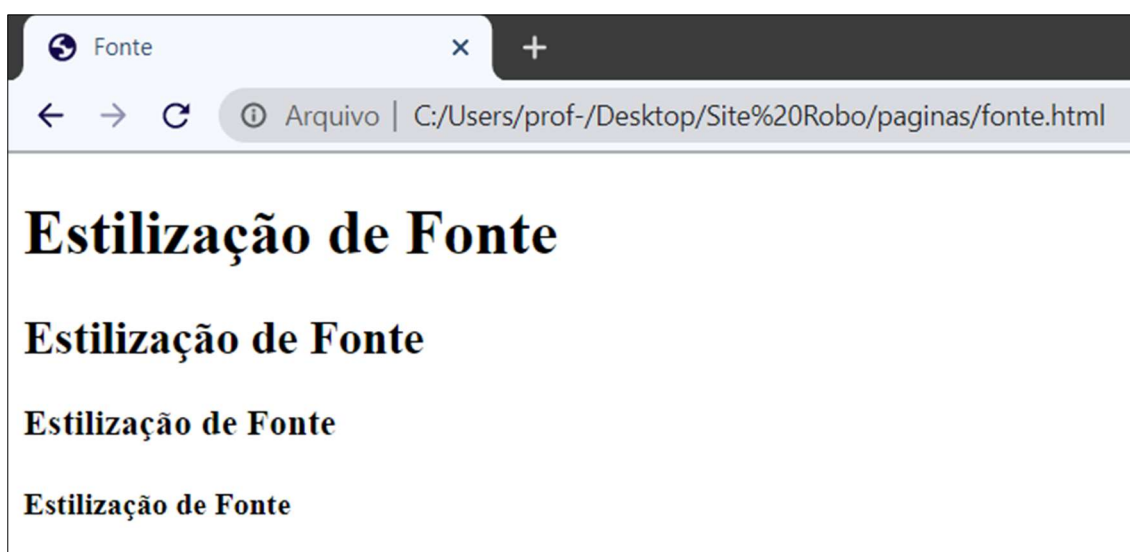 Fonte
Arquivo | C:/Users/prof-/Desktop/Site%20Robo/paginas/fonte.html
Estilização de Fonte
Estilização de Fonte
Estilização de Fonte
Estilização de Fonte